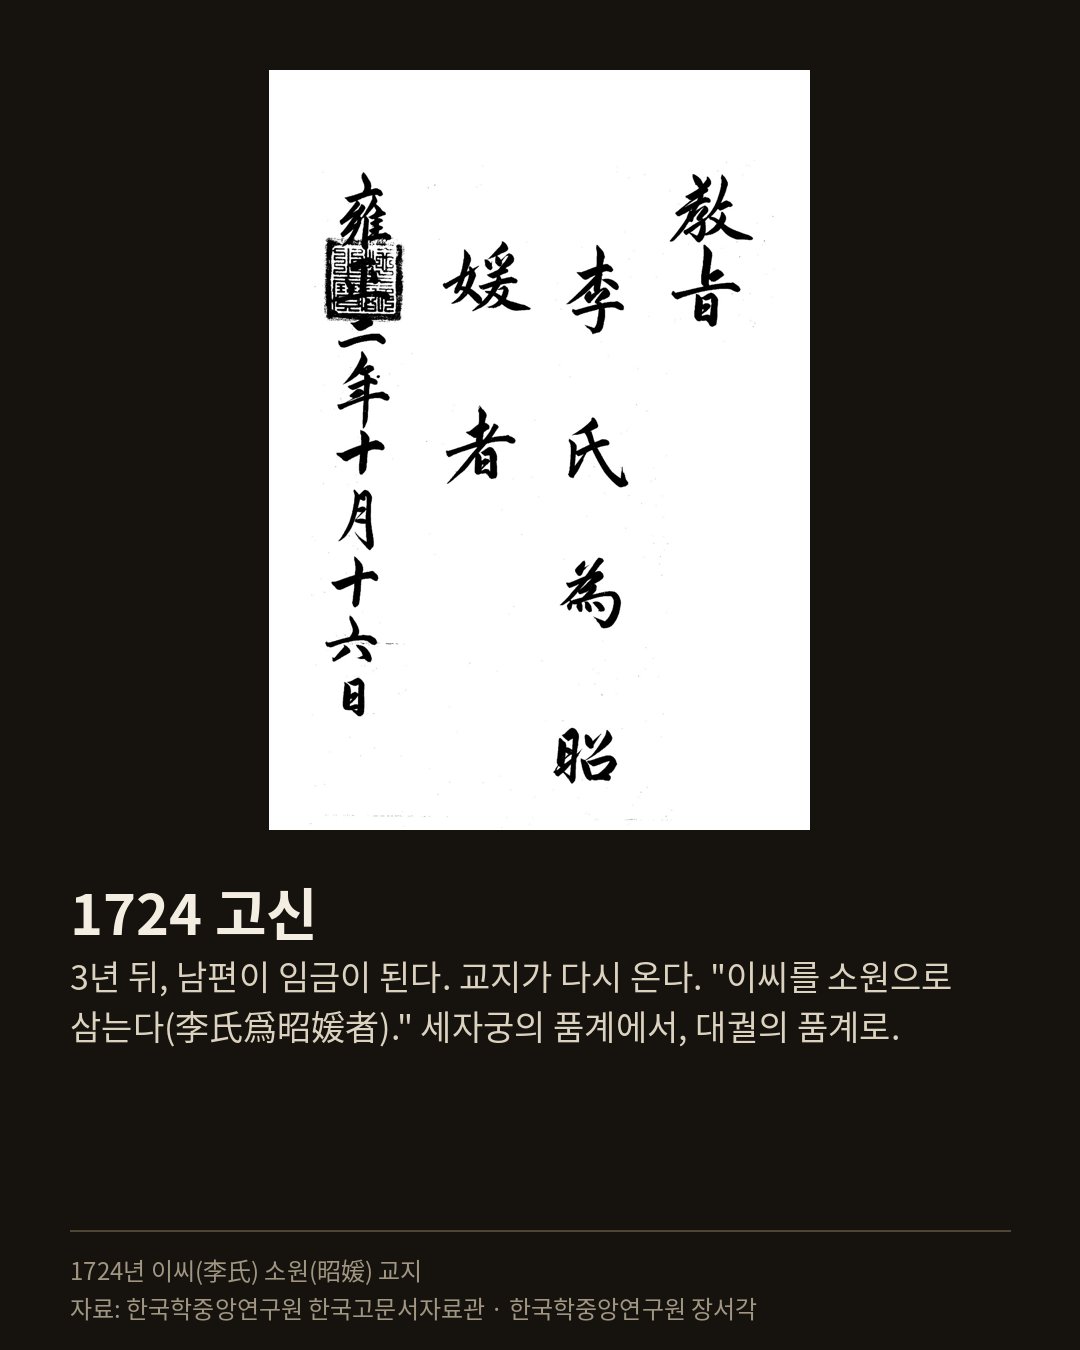 教旨
李氏為昭
媛者
雍正二年十月十六日
1724 고신
3년 뒤, 남편이 임금이 된다. 교지가 다시 온다. "이씨를 소원으로
삼는다(李氏爲昭媛者)." 세자궁의 품계에서, 대궐의 품계로.
1724년 이씨(李氏) 소원(昭媛) 교지
자료: 한국학중앙연구원 한국고문서자료관 · 한국학중앙연구원 장서각